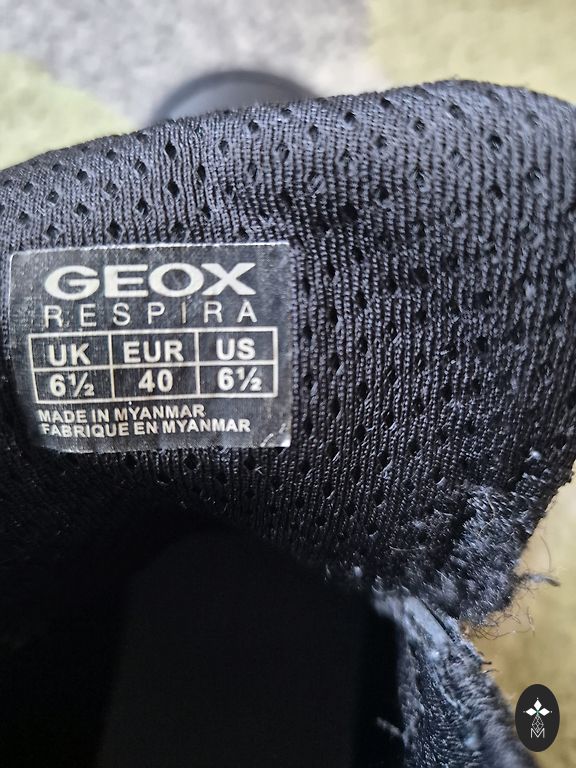 GEOX
RESPIRA
UK EUR US
6½ 40 6½
MADE IN MYANMAR
FABRIQUE EN MYANMAR
M